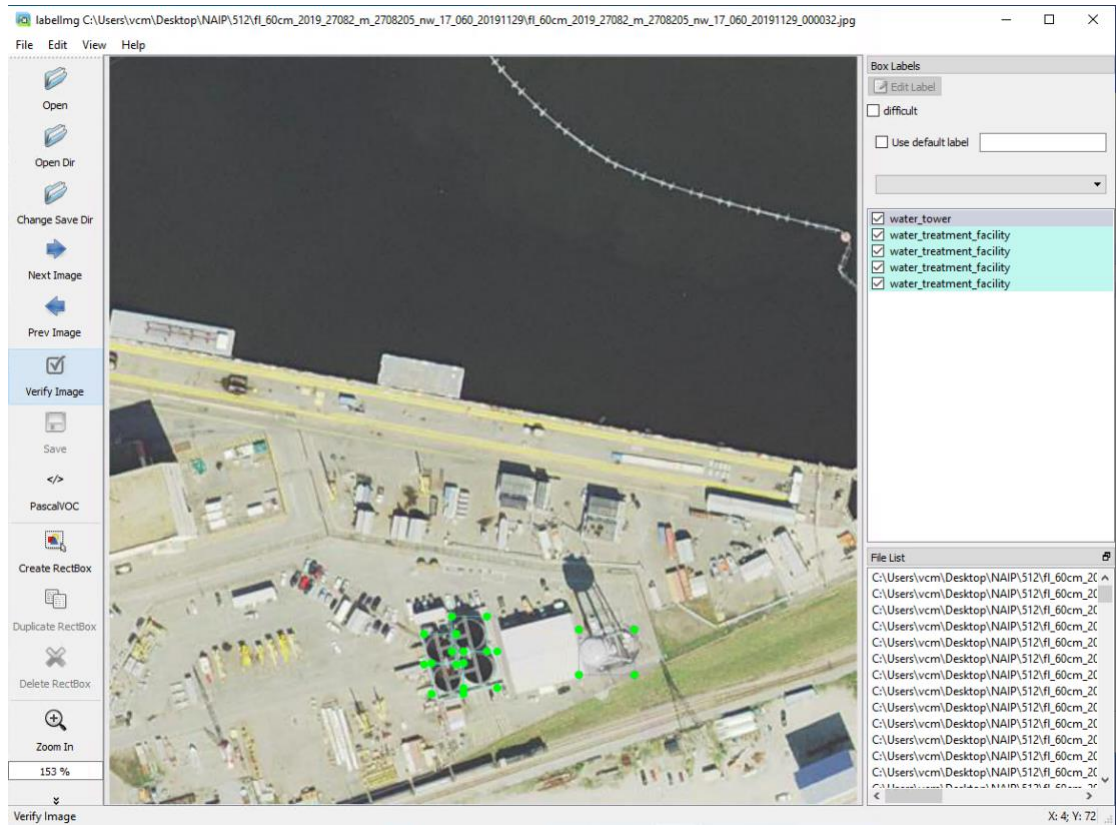 labelImg C:\Users\vcm\Desktop\NAIP\512\fl_60cm_2019_27082_m_2708205_nw_17_060_20191129\fl_60cm_2019_27082_m_2708205_nw_17_060_20191129_000032.jpg
File Edit View Help
Open
Open Dir
Change Save Dir
Next Image
Prev Image
Verify Image
Save
</>
PascalVOC
Create RectBox
Duplicate RectBox
Delete RectBox
Zoom In
153 %
Box Labels
Edit Label
difficult
Use default label
water_tower
water_treatment_facility
water_treatment_facility
water_treatment_facility
water_treatment_facility
File List
C:\Users\vcm\Desktop\NAIP\512\fl_60cm_20
C:\Users\vcm\Desktop\NAIP\512\fl_60cm_20
C:\Users\vcm\Desktop\NAIP\512\fl_60cm_20
C:\Users\vcm\Desktop\NAIP\512\fl_60cm_20
C:\Users\vcm\Desktop\NAIP\512\fl_60cm_20
C:\Users\vcm\Desktop\NAIP\512\fl_60cm_20
C:\Users\vcm\Desktop\NAIP\512\fl_60cm_20
C:\Users\vcm\Desktop\NAIP\512\fl_60cm_20
C:\Users\vcm\Desktop\NAIP\512\fl_60cm_20
C:\Users\vcm\Desktop\NAIP\512\fl_60cm_20
C:\Users\vcm\Desktop\NAIP\512\fl_60cm_20
C:\Users\vcm\Desktop\NAIP\512\fl_60cm_20
C:\Users\vcm\Desktop\NAIP\512\fl_60cm_20
Verify Image
X: 4; Y: 72